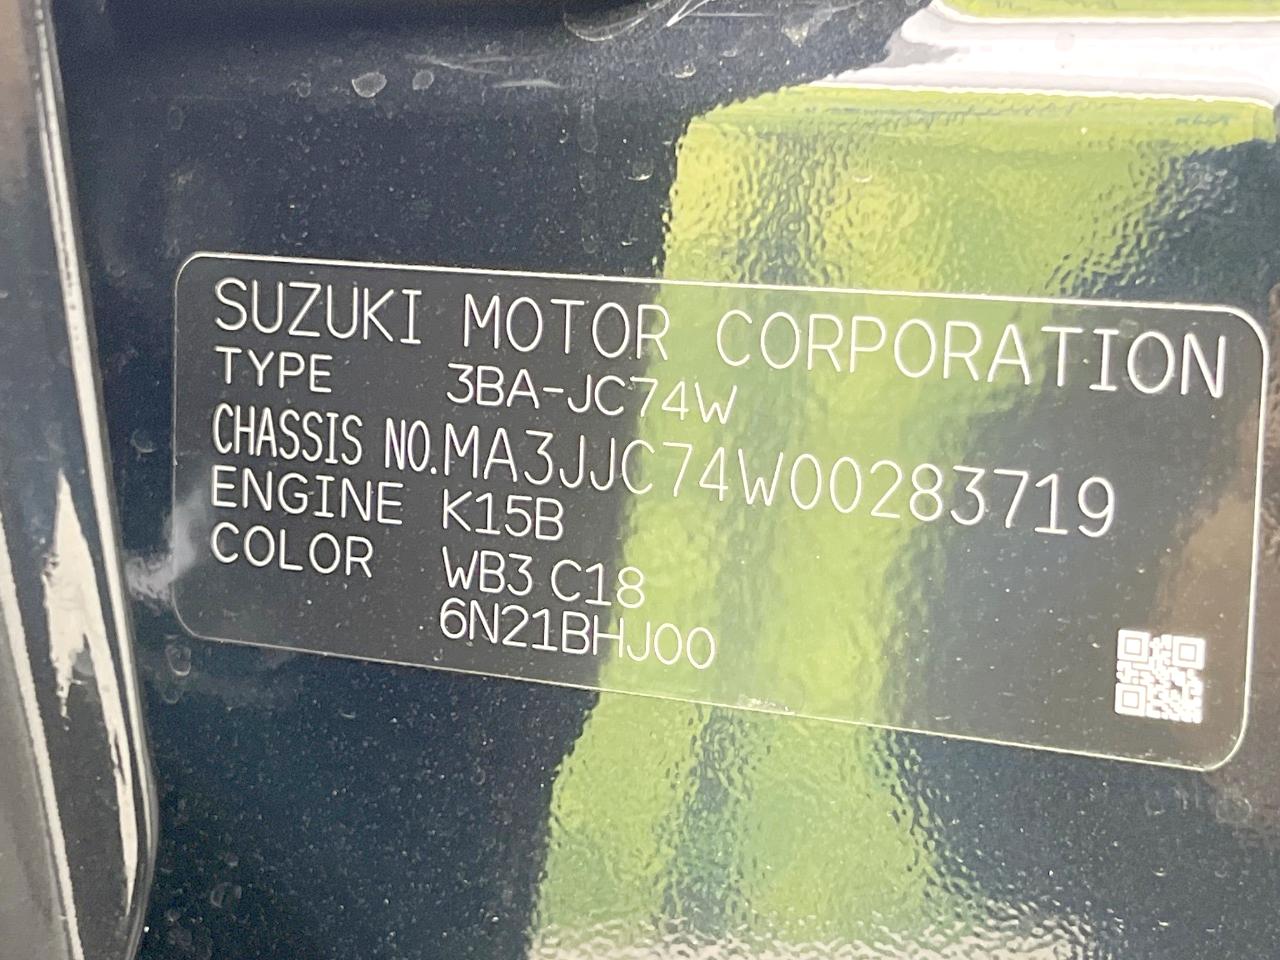 SUZUKI MOTOR CORPORATION
TYPE 3BA-JC74W
CHASSIS NO. MA3JJC74W00283719
ENGINE K15B
COLOR WB3 C18
6N21BHJ00